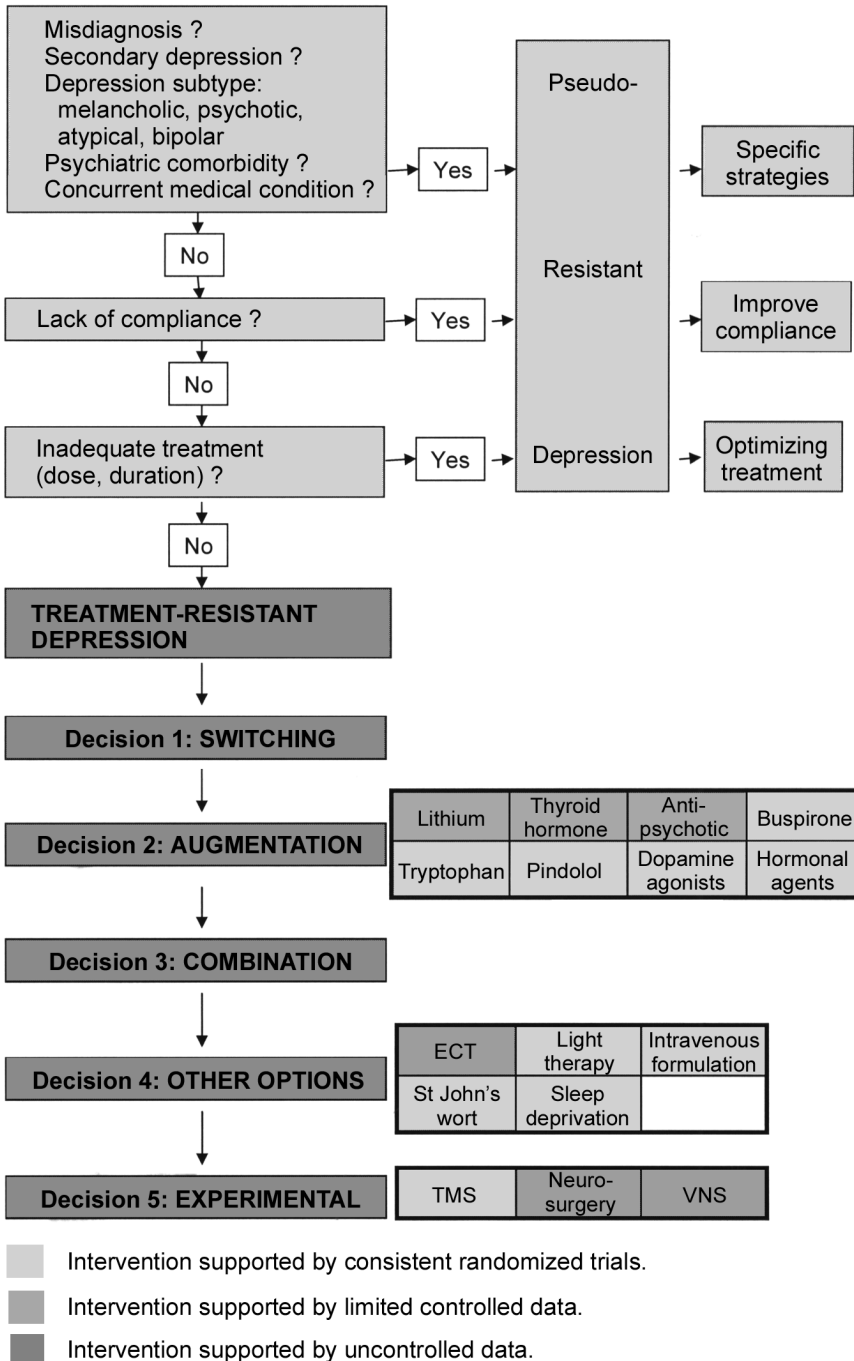 Misdiagnosis ?
Secondary depression ?
Depression subtype:
melancholic, psychotic,
atypical, bipolar
Psychiatric comorbidity ?
Concurrent medical condition ?
Yes
Pseudo-
Resistant
Depression
Specific
strategies
No
Lack of compliance ?
Yes
Improve
compliance
No
Inadequate treatment
(dose, duration) ?
Yes
Optimizing
treatment
No
TREATMENT-RESISTANT
DEPRESSION
Decision 1: SWITCHING
Decision 2: AUGMENTATION
Lithium
Thyroid
hormone
Anti-
psychotic
Buspirone
Tryptophan
Pindolol
Dopamine
agonists
Hormonal
agents
Decision 3: COMBINATION
Decision 4: OTHER OPTIONS
ECT
Light
therapy
Intravenous
formulation
St John's
wort
Sleep
deprivation
Decision 5: EXPERIMENTAL
TMS
Neuro-
surgery
VNS
Intervention supported by consistent randomized trials.
Intervention supported by limited controlled data.
Intervention supported by uncontrolled data.